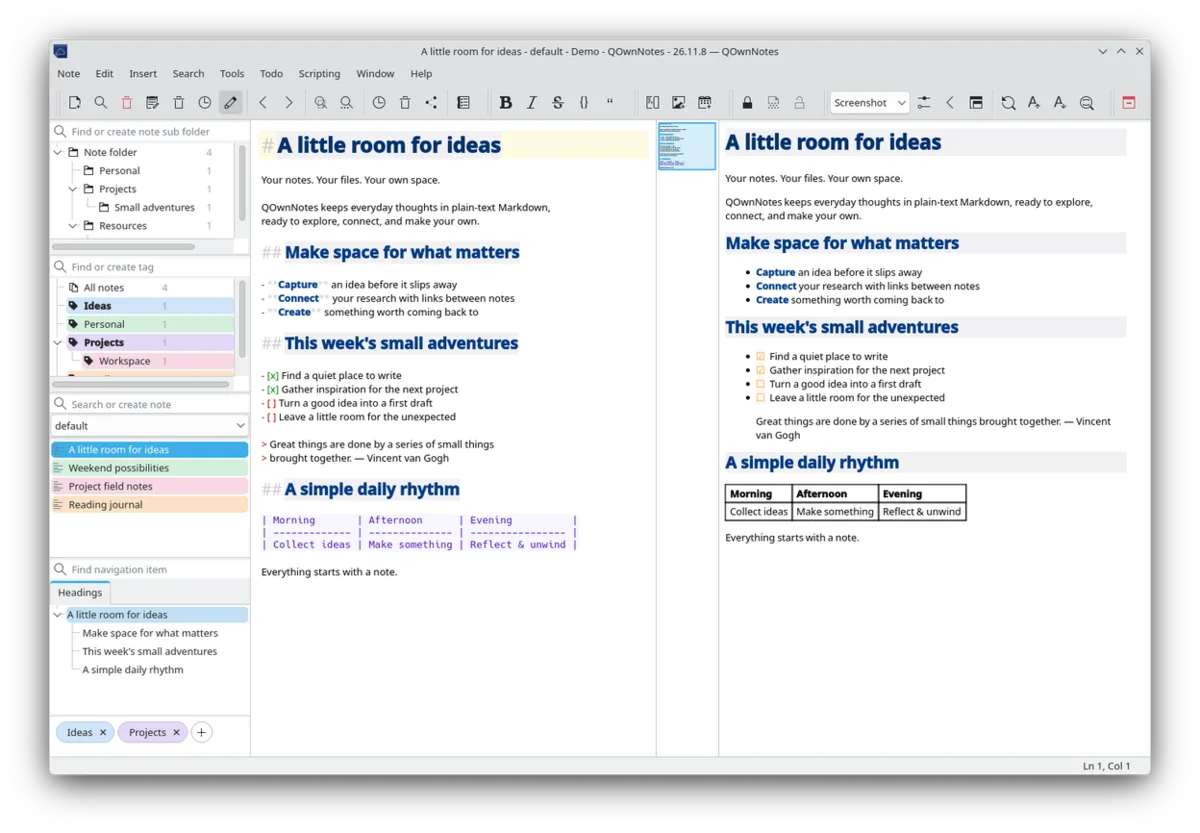 A little room for ideas - default - Demo - QOwnNotes - 26.11.8 — QOwnNotes
Note Edit Insert Search Tools Todo Scripting Window Help
Screenshot
Find or create note sub folder
Note folder 4
Personal 1
Projects 1
Small adventures 1
Resources 1
Find or create tag
All notes 4
Ideas 1
Personal 1
Projects 1
Workspace 1
Search or create note
default
A little room for ideas
Weekend possibilities
Project field notes
Reading journal
Find navigation item
Headings
A little room for ideas
Make space for what matters
This week's small adventures
A simple daily rhythm
Ideas ×
Projects ×
+
# A little room for ideas
Your notes. Your files. Your own space.
QOwnNotes keeps everyday thoughts in plain-text Markdown,
ready to explore, connect, and make your own.
## Make space for what matters
- **Capture** an idea before it slips away
- **Connect** your research with links between notes
- **Create** something worth coming back to
## This week's small adventures
- [x] Find a quiet place to write
- [x] Gather inspiration for the next project
- [ ] Turn a good idea into a first draft
- [ ] Leave a little room for the unexpected
> Great things are done by a series of small things
> brought together. — Vincent van Gogh
## A simple daily rhythm
| Morning | Afternoon | Evening |
| ------------- | -------------- | ---------------- |
| Collect ideas | Make something | Reflect & unwind |
Everything starts with a note.
A little room for ideas
Your notes. Your files. Your own space.
QOwnNotes keeps everyday thoughts in plain-text Markdown, ready to explore,
connect, and make your own.
Make space for what matters
• Capture an idea before it slips away
• Connect your research with links between notes
• Create something worth coming back to
This week's small adventures
• ☑ Find a quiet place to write
• ☑ Gather inspiration for the next project
• ☐ Turn a good idea into a first draft
• ☐ Leave a little room for the unexpected
Great things are done by a series of small things brought together. — Vincent
van Gogh
A simple daily rhythm
Morning Afternoon Evening
Collect ideas Make something Reflect & unwind
Everything starts with a note.
Ln 1, Col 1